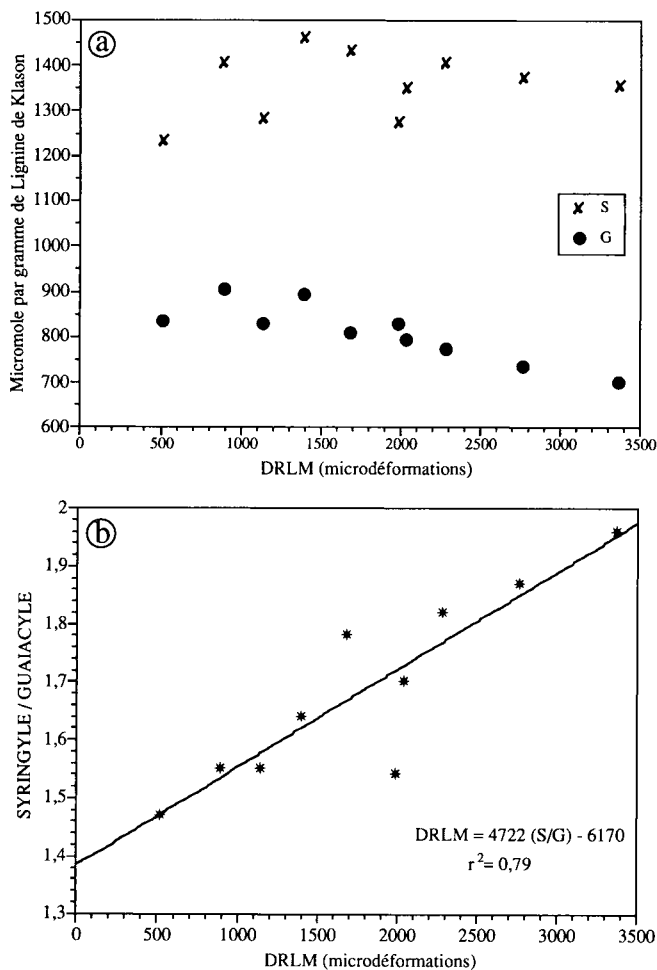 1500
a
1400
1300
1200
1100
1000
900
800
700
600
Micromole par gramme de Lignine de Klason
x S
● G
0 500 1000 1500 2000 2500 3000 3500
DRLM (microdéformations)
2
b
1,9
1,8
1,7
1,6
1,5
1,4
1,3
SYRINGYLE / GUAIACYLE
DRLM = 4722 (S/G) - 6170
r²= 0,79
0 500 1000 1500 2000 2500 3000 3500
DRLM (microdéformations)